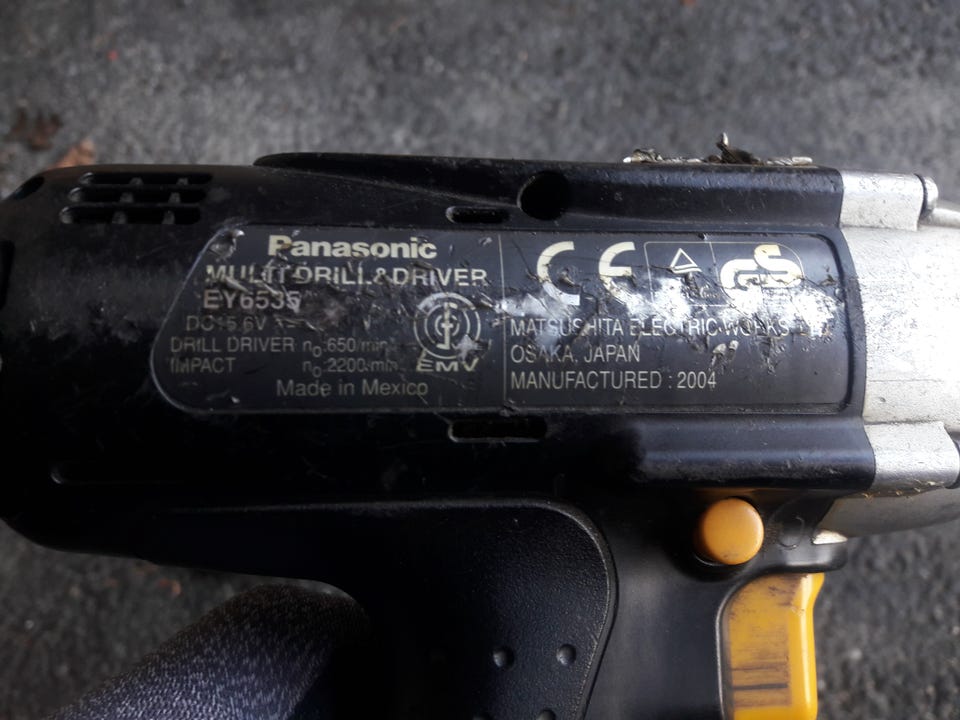 Panasonic
MULTI DRILL & DRIVER
EY6535
DC15.6V
DRILL DRIVER n₀:650/min
IMPACT n₀:2200/min
Made in Mexico
EMV
CE
GS
MATSUSHITA ELECTRIC WORKS
OSAKA, JAPAN
MANUFACTURED : 2004